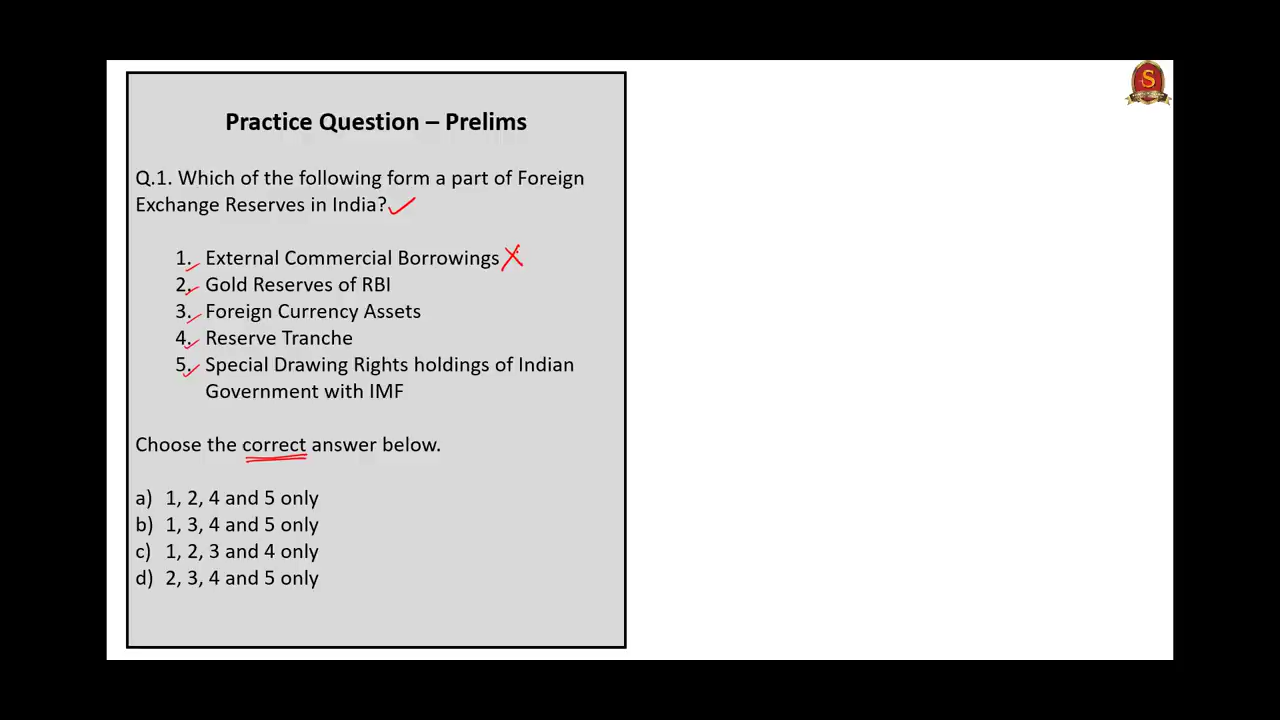 S
Practice Question – Prelims
Q.1. Which of the following form a part of Foreign
Exchange Reserves in India?
1. External Commercial Borrowings
2. Gold Reserves of RBI
3. Foreign Currency Assets
4. Reserve Tranche
5. Special Drawing Rights holdings of Indian
Government with IMF
Choose the correct answer below.
a) 1, 2, 4 and 5 only
b) 1, 3, 4 and 5 only
c) 1, 2, 3 and 4 only
d) 2, 3, 4 and 5 only